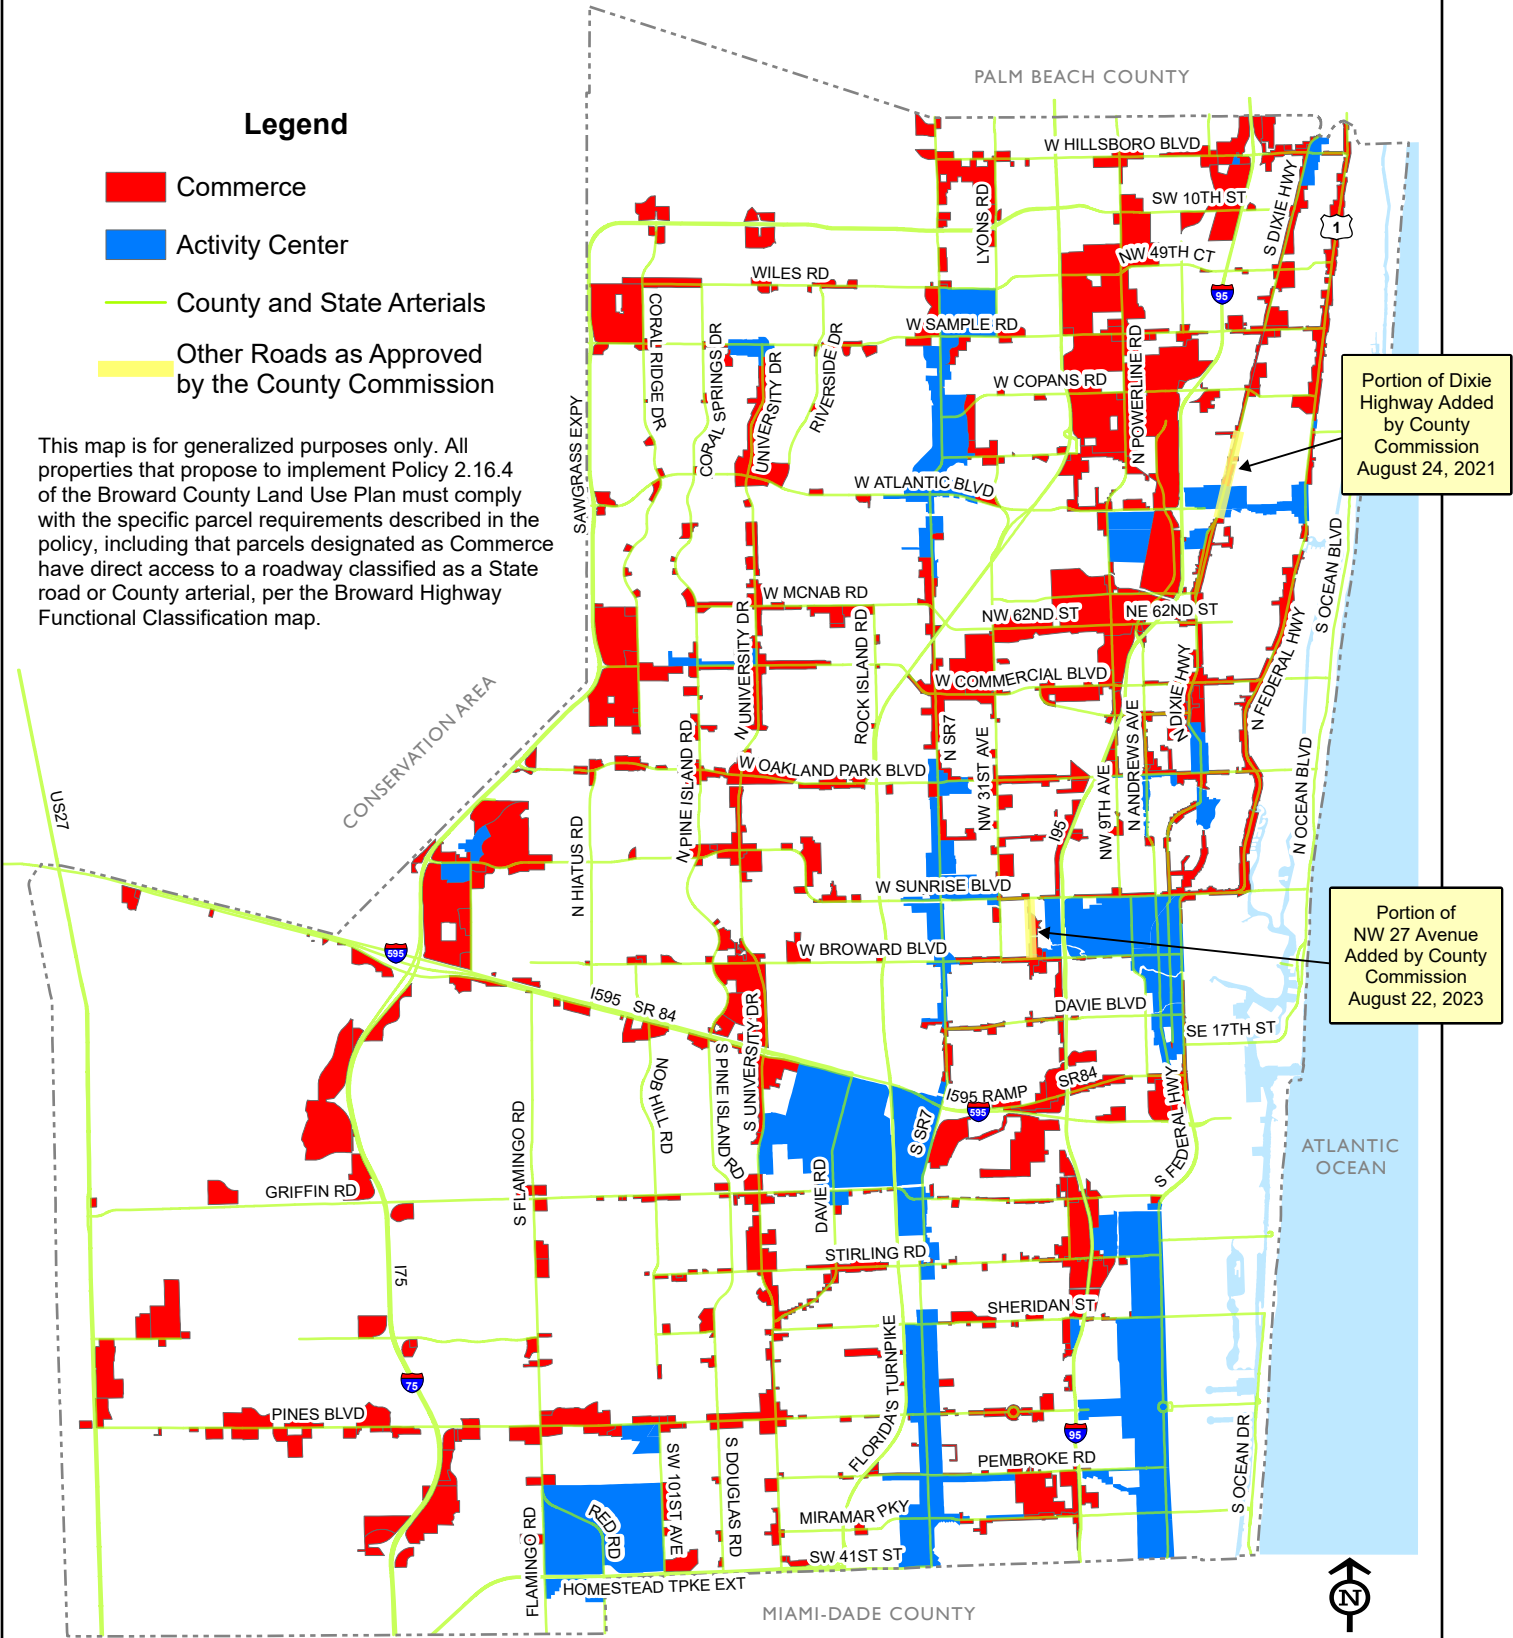 PALM BEACH COUNTY
Legend
Commerce
Activity Center
County and State Arterials
Other Roads as Approved
by the County Commission
This map is for generalized purposes only. All
properties that propose to implement Policy 2.16.4
of the Broward County Land Use Plan must comply
with the specific parcel requirements described in the
policy, including that parcels designated as Commerce
have direct access to a roadway classified as a State
road or County arterial, per the Broward Highway
Functional Classification map.
W HILLSBORO BLVD
SW 10TH ST
LYONS RD
S DIXIE HWY
1
NW 49TH CT
WILES RD
95
CORAL RIDGE DR
CORAL SPRINGS DR
UNIVERSITY DR
RIVERSIDE DR
W SAMPLE RD
N POWERLINE RD
W COPANS RD
SAWGRASS EXPY
Portion of Dixie
Highway Added
by County
Commission
August 24, 2021
W ATLANTIC BLVD
S OCEAN BLVD
W MCNAB RD
NW 62ND ST
NE 62ND ST
N UNIVERSITY DR
ROCK ISLAND RD
N FEDERAL HWY
W COMMERCIAL BLVD
N DIXIE HWY
CONSERVATION AREA
N PINE ISLAND RD
N SR7
NW 31ST AVE
N ANDREWS AVE
W OAKLAND PARK BLVD
NW 9TH AVE
I95
N OCEAN BLVD
US27
N HIATUS RD
W SUNRISE BLVD
Portion of
NW 27 Avenue
Added by County
Commission
August 22, 2023
W BROWARD BLVD
595
I595
SR 84
DAVIE BLVD
SE 17TH ST
S UNIVERSITY DR
NOB HILL RD
S PINE ISLAND RD
SR84
I595 RAMP
595
S FLAMINGO RD
S SR7
S FEDERAL HWY
ATLANTIC
OCEAN
GRIFFIN RD
DAVIE RD
STIRLING RD
I75
SHERIDAN ST
FLORIDA'S TURNPIKE
75
PINES BLVD
95
SW 101ST AVE
S DOUGLAS RD
PEMBROKE RD
S OCEAN DR
FLAMINGO RD
RED RD
MIRAMAR PKY
SW 41ST ST
HOMESTEAD TPKE EXT
MIAMI-DADE COUNTY
N